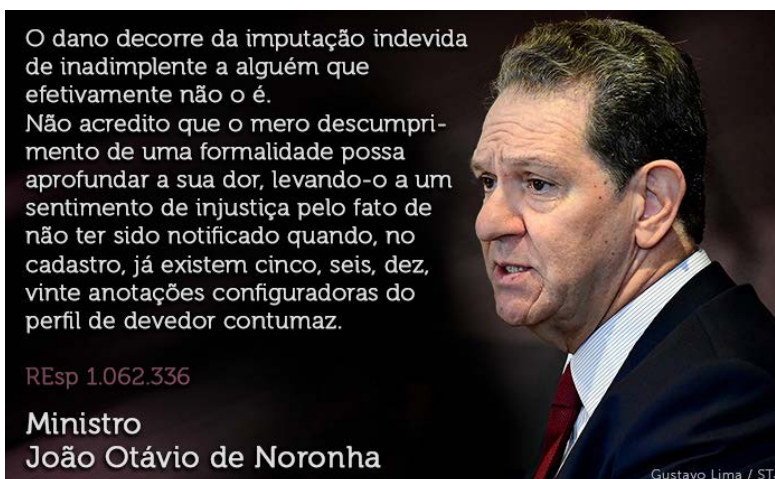 O dano decorre da imputação indevida
de inadimplente a alguém que
efetivamente não o é.
Não acredito que o mero descumpri-
mento de uma formalidade possa
aprofundar a sua dor, levando-o a um
sentimento de injustiça pelo fato de
não ter sido notificado quando, no
cadastro, já existem cinco, seis, dez,
vinte anotações configuradoras do
perfil de devedor contumaz.
REsp 1.062.336
Ministro
João Otávio de Noronha
Gustavo Lima / ST